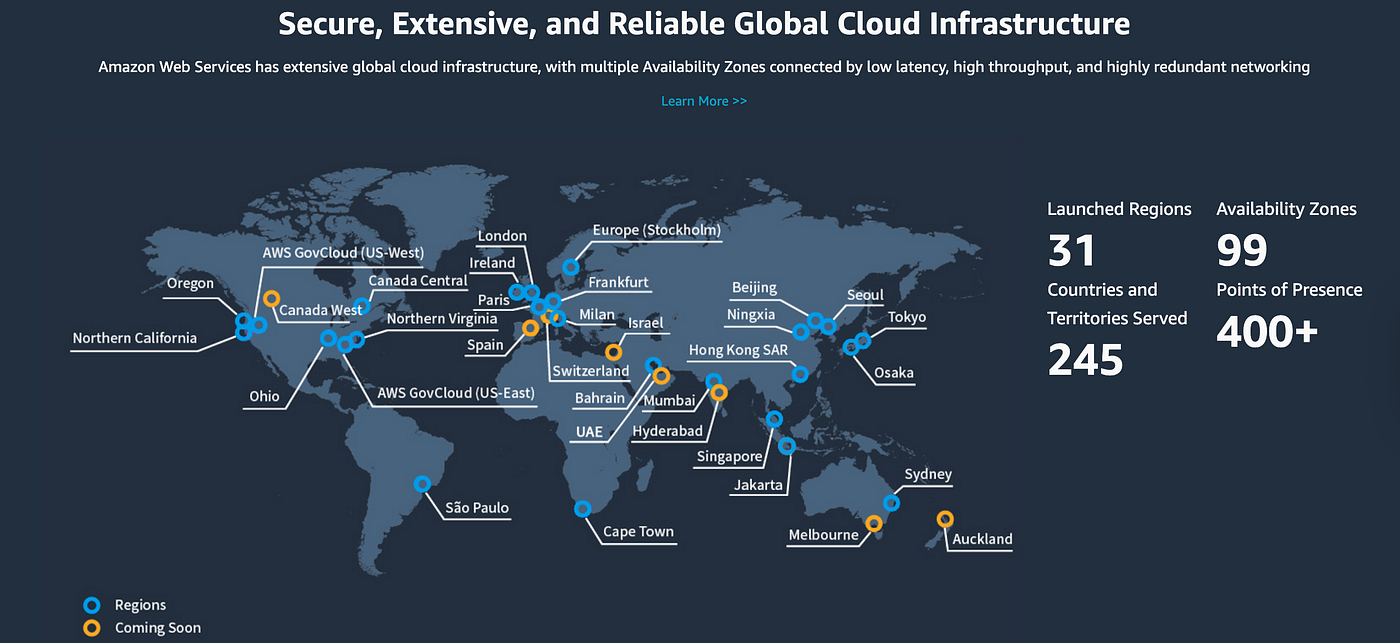 Secure, Extensive, and Reliable Global Cloud Infrastructure
Amazon Web Services has extensive global cloud infrastructure, with multiple Availability Zones connected by low latency, high throughput, and highly redundant networking
Learn More >>
Launched Regions
31
Availability Zones
99
Countries and
Territories Served
245
Points of Presence
400+
London
Europe (Stockholm)
AWS GovCloud (US-West)
Ireland
Oregon
Canada Central
Frankfurt
Beijing
Seoul
Paris
Canada West
Milan
Ningxia
Northern Virginia
Israel
Tokyo
Northern California
Spain
Hong Kong SAR
Switzerland
Osaka
Ohio
AWS GovCloud (US-East)
Bahrain
Mumbai
UAE
Hyderabad
Singapore
Jakarta
Sydney
São Paulo
Cape Town
Melbourne
Auckland
Regions
Coming Soon